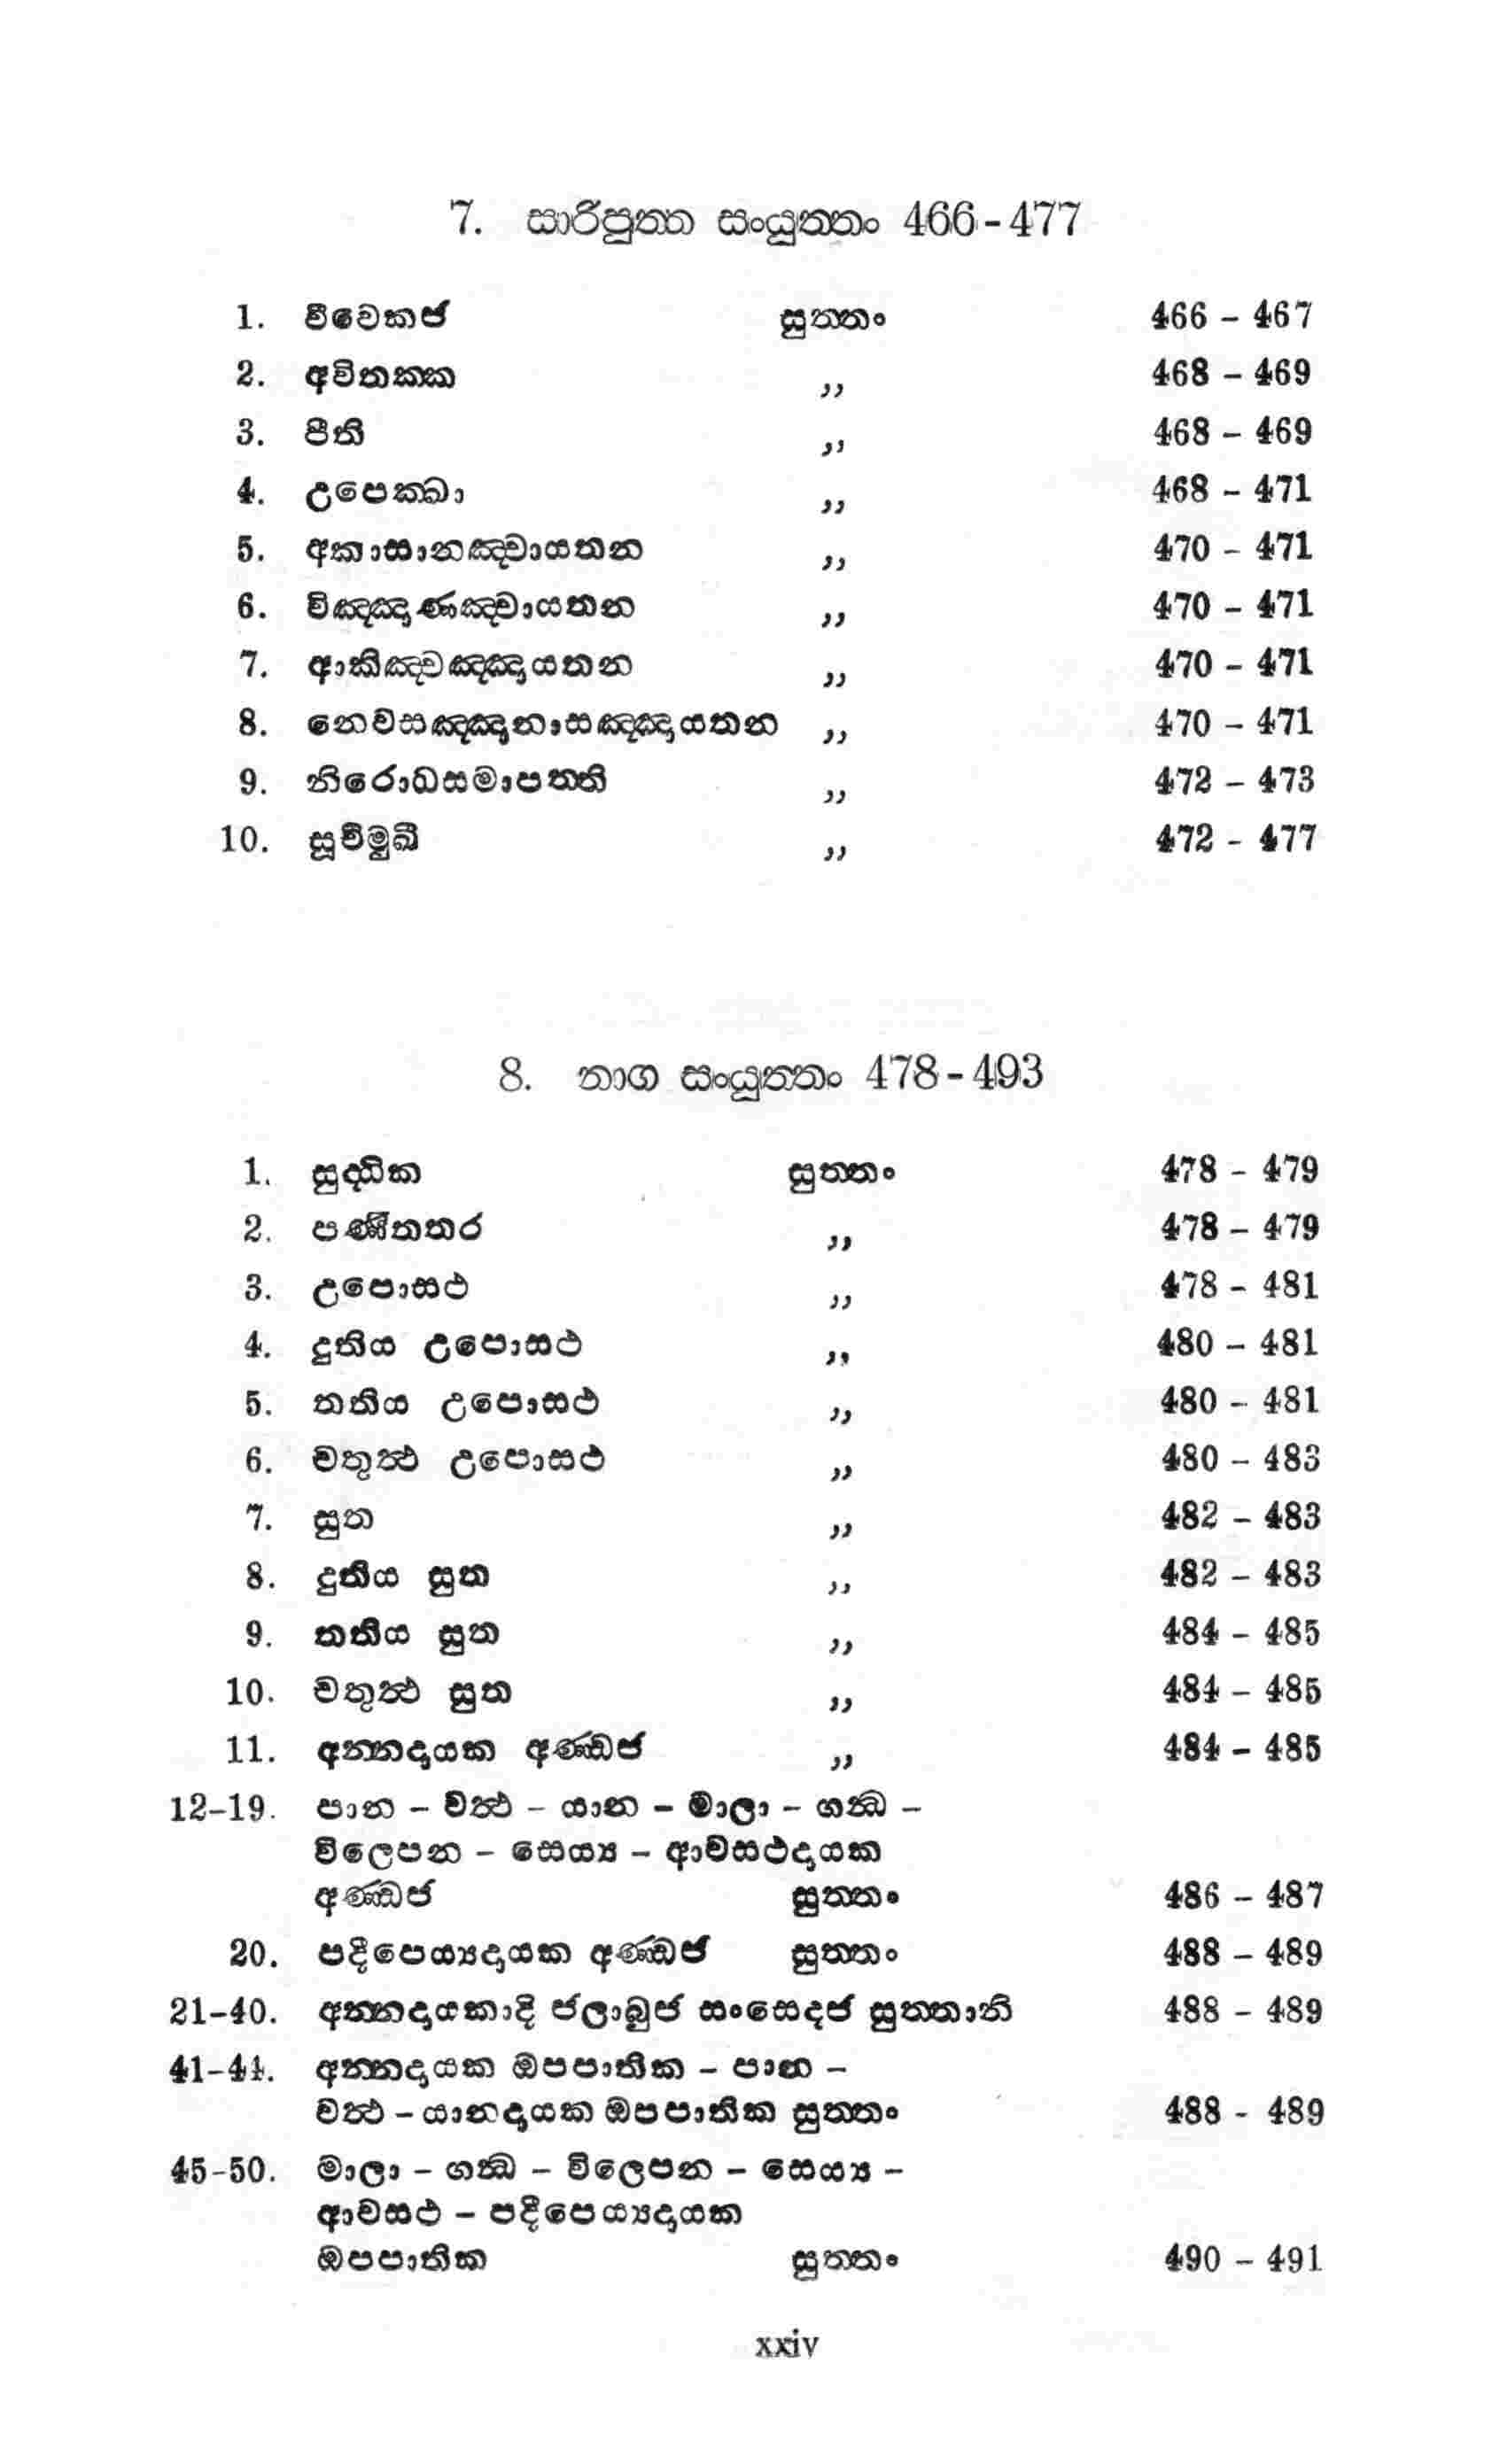 7. සාරිපුත්ත සංයුත්තං 466-477
1. විවෙකජ සුත්තං 466 - 467
2. අවිතක්ක ,, 468 - 469
3. පීති ,, 468 - 469
4. උපෙක්ඛා ,, 468 - 471
5. අකාසානඤ්චායතන ,, 470 - 471
6. විඤ්ඤාණඤ්චායතන ,, 470 - 471
7. ආකිඤ්චඤ්ඤායතන ,, 470 - 471
8. නෙවසඤ්ඤානාසඤ්ඤායතන ,, 470 - 471
9. නිරොධසමාපත්ති ,, 472 - 473
10. සූචිමුඛී ,, 472 - 477
8. නාග සංයුත්තං 478-493
1. සුද්ධික සුත්තං 478 - 479
2. පණීතතර ,, 478 - 479
3. උපොසථ ,, 478 - 481
4. දුතිය උපොසථ ,, 480 - 481
5. තතිය උපොසථ ,, 480 - 481
6. චතුත්ථ උපොසථ ,, 480 - 483
7. සුත ,, 482 - 483
8. දුතිය සුත ,, 482 - 483
9. තතිය සුත ,, 484 - 485
10. චතුත්ථ සුත ,, 484 - 485
11. අන්නදායක අණ්ඩජ ,, 484 - 485
12-19. පාන - වත්ථ - යාන - මාලා - ගන්ධ -
විලෙපන - සෙය්‍ය - ආවසථදායක
අණ්ඩජ සුත්තං 486 - 487
20. පදීපෙය්‍යදායක අණ්ඩජ සුත්තං 488 - 489
21-40. අන්නදායකාදි ජලාබුජ සංසෙදජ සුත්තානි 488 - 489
41-44. අන්නදායක ඔපපාතික - පාන -
වත්ථ - යානදායක ඔපපාතික සුත්තං 488 - 489
45-50. මාලා - ගන්ධ - විලෙපන - සෙය්‍ය -
ආවසථ - පදීපෙය්‍යදායක
ඔපපාතික සුත්තං 490 - 491
xxiv